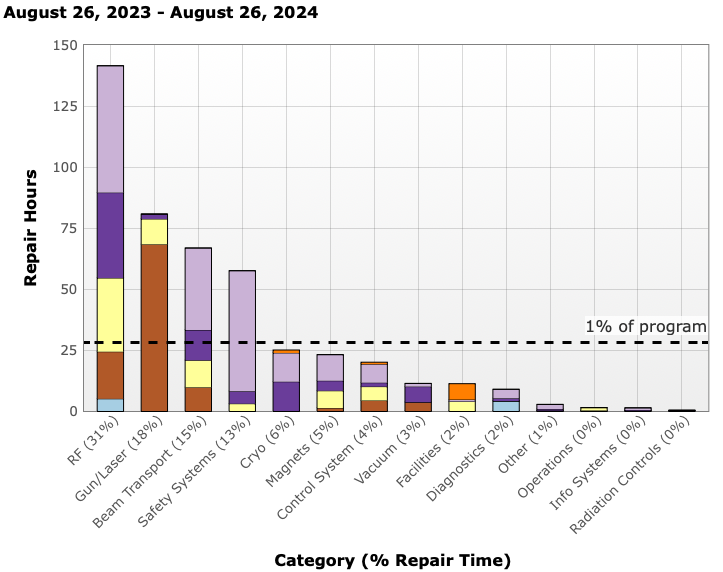 August 26, 2023 - August 26, 2024
150
125
100
75
50
25
0
Repair Hours
1% of program
RF (31%)
Gun/Laser (18%)
Beam Transport (15%)
Safety Systems (13%)
Cryo (6%)
Magnets (5%)
Control System (4%)
Vacuum (3%)
Facilities (2%)
Diagnostics (2%)
Other (1%)
Operations (0%)
Info Systems (0%)
Radiation Controls (0%)
Category (% Repair Time)